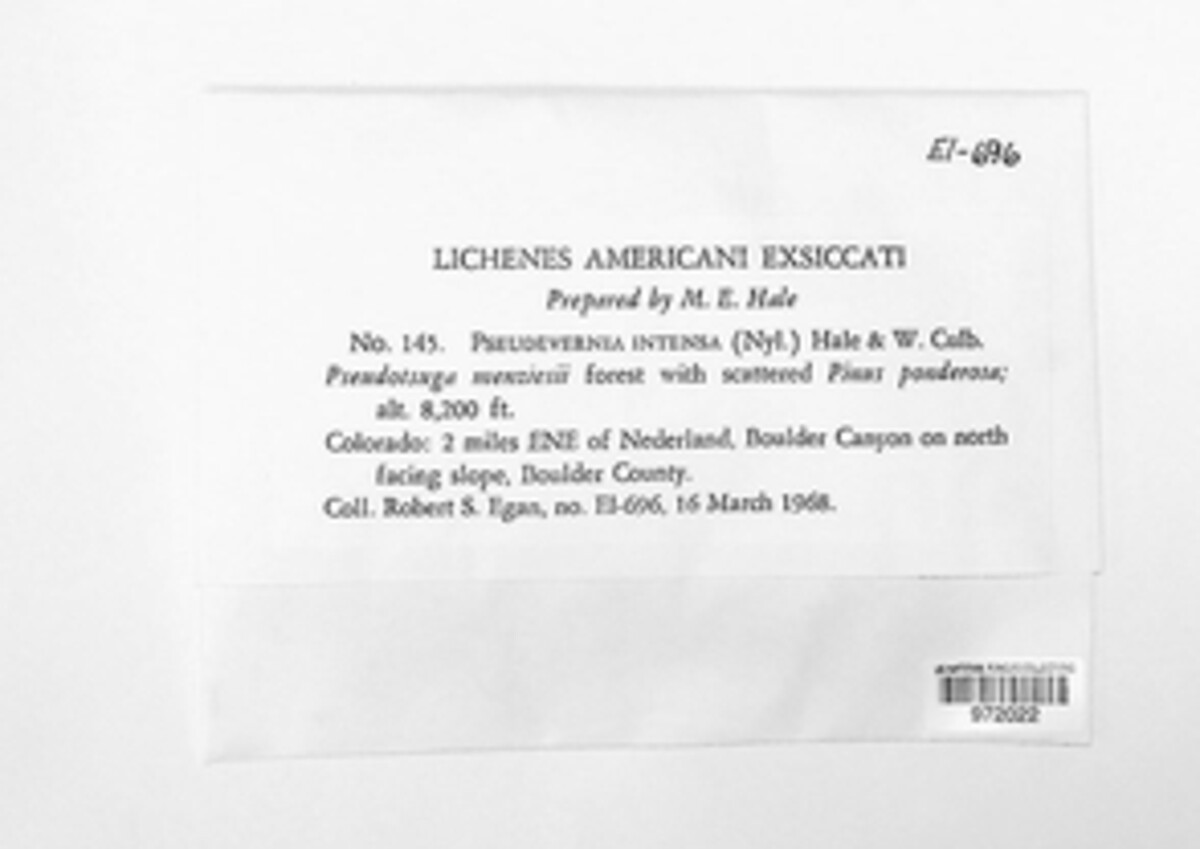 El-696
LICHENES AMERICANI EXSICCATI
Prepared by M. E. Hale
No. 145. PSEUDEVERNIA INTENSA (Nyl.) Hale & W. Culb.
Pseudotsuga menziesii forest with scattered Pinus ponderosa;
alt. 8,200 ft.
Colorado: 2 miles ENE of Nederland, Boulder Canyon on north
facing slope, Boulder County.
Coll. Robert S. Egan, no. El-696, 16 March 1968.
972022